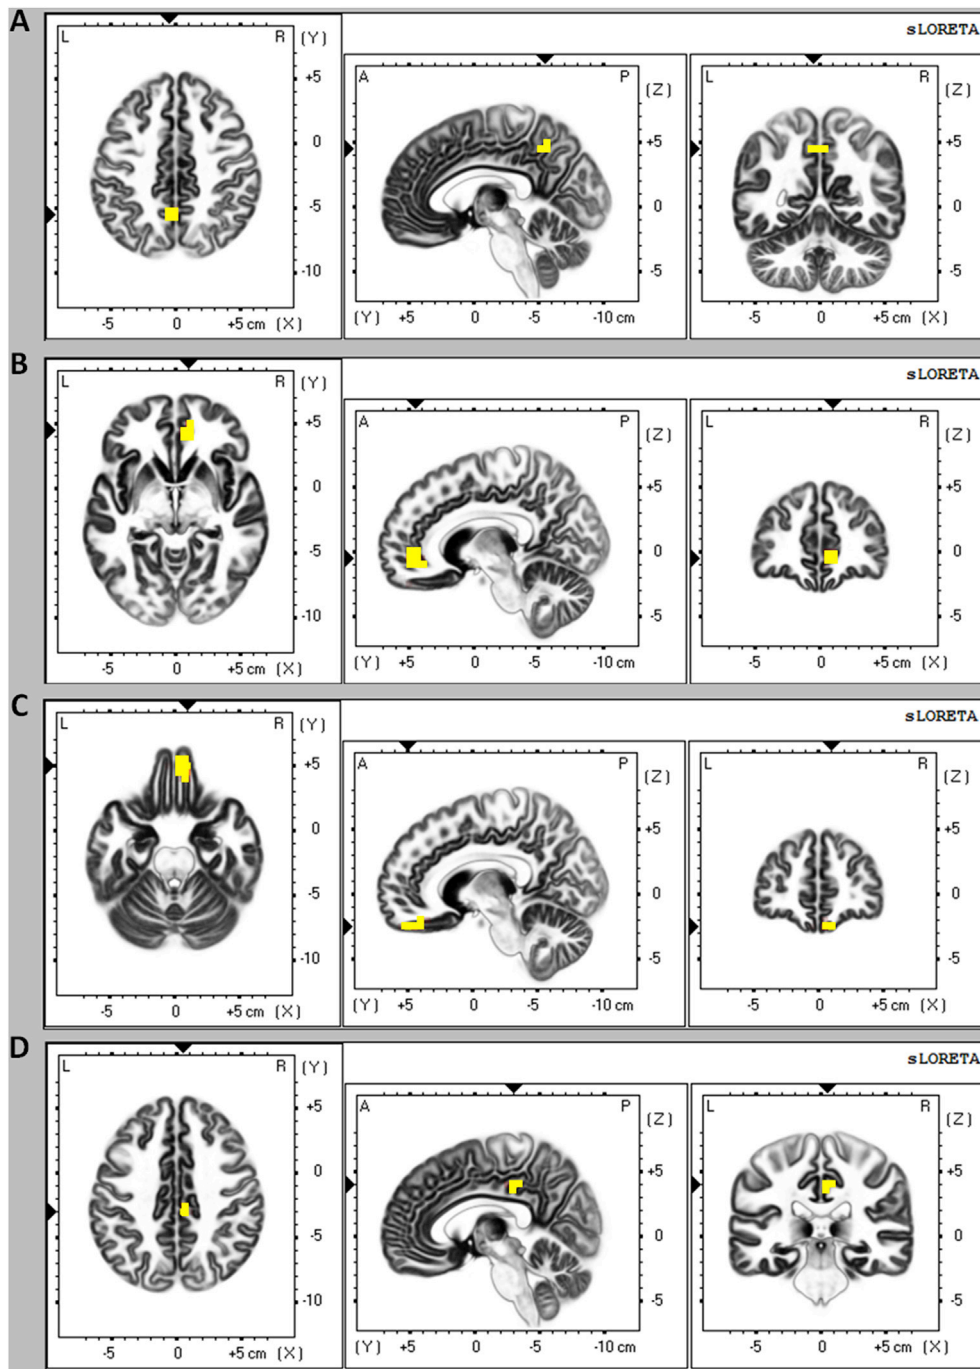 A
sLORETA
L R (Y)
+5
0
-5
-10
-5 0 +5 cm (X)
A P (Z)
+5
0
-5
(Y) +5 0 -5 -10 cm
L R (Z)
+5
0
-5
-5 0 +5 cm (X)
B
sLORETA
L R (Y)
+5
0
-5
-10
-5 0 +5 cm (X)
A P (Z)
+5
0
-5
(Y) +5 0 -5 -10 cm
L R (Z)
+5
0
-5
-5 0 +5 cm (X)
C
sLORETA
L R (Y)
+5
0
-5
-10
-5 0 +5 cm (X)
A P (Z)
+5
0
-5
(Y) +5 0 -5 -10 cm
L R (Z)
+5
0
-5
-5 0 +5 cm (X)
D
sLORETA
L R (Y)
+5
0
-5
-10
-5 0 +5 cm (X)
A P (Z)
+5
0
-5
(Y) +5 0 -5 -10 cm
L R (Z)
+5
0
-5
-5 0 +5 cm (X)